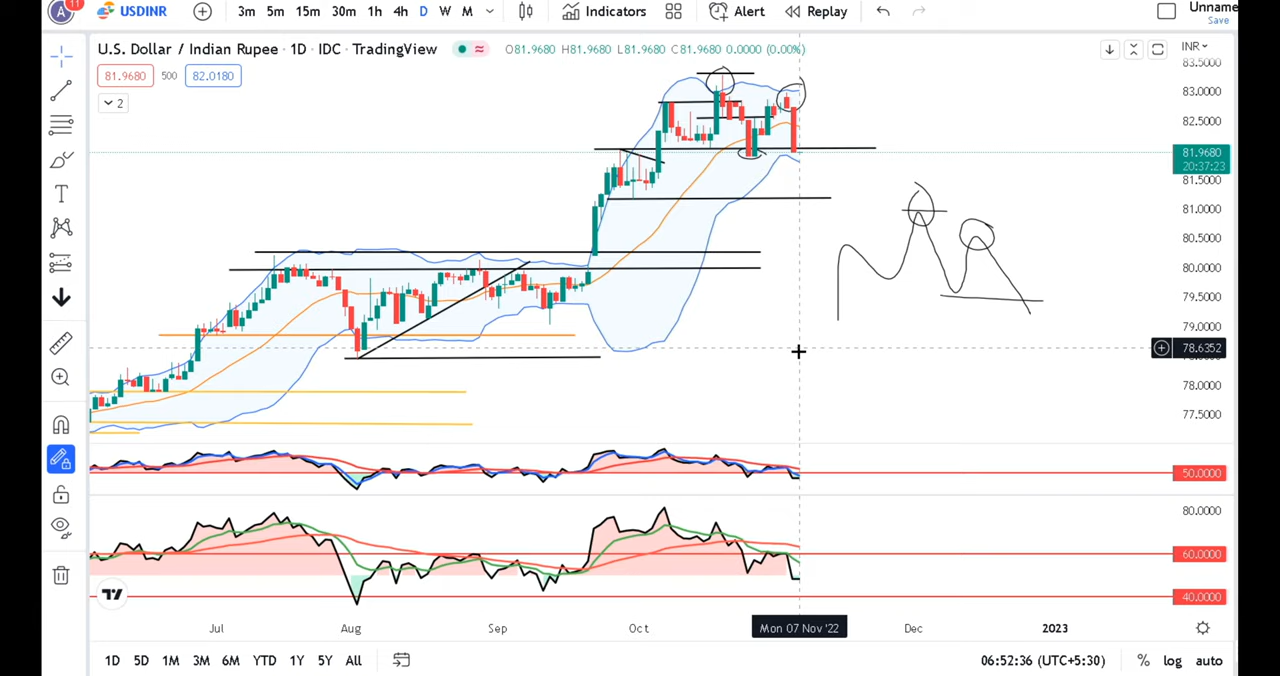 11
USDINR
3m 5m 15m 30m 1h 4h D W M
Indicators
Alert
Replay
Unname
Save
U.S. Dollar / Indian Rupee · 1D · IDC · TradingView
O81.9680 H81.9680 L81.9680 C81.9680 0.0000 (0.00%)
INR
81.9680 500 82.0180
2
83.5000
83.0000
82.5000
81.9680
20:37:23
81.5000
81.0000
80.5000
80.0000
79.5000
79.0000
78.6352
78.0000
77.5000
50.0000
80.0000
60.0000
40.0000
Jul Aug Sep Oct Mon 07 Nov '22 Dec 2023
1D 5D 1M 3M 6M YTD 1Y 5Y All
06:52:36 (UTC+5:30) % log auto